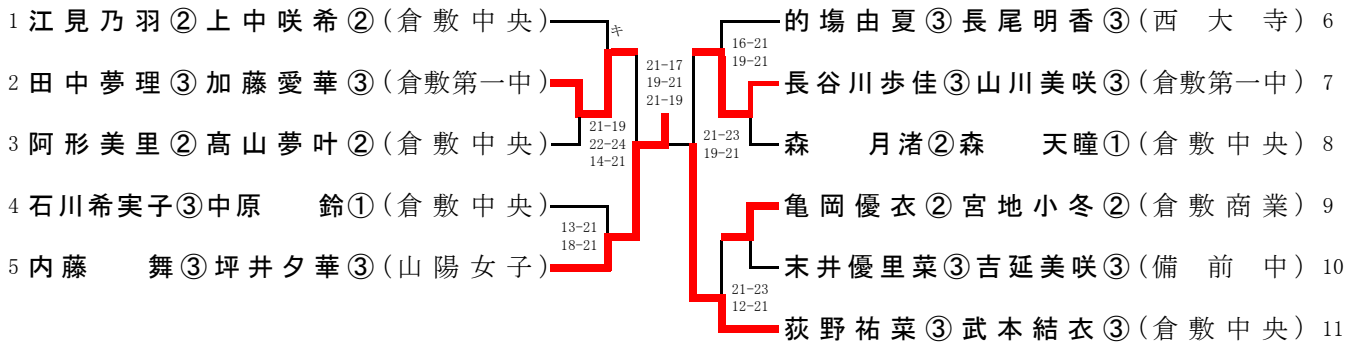 1 江見乃羽②上中咲希②(倉敷中央)
2 田中夢理③加藤愛華③(倉敷第一中)
3 阿形美里②髙山夢叶②(倉敷中央)
4 石川希実子③中原 鈴①(倉敷中央)
5 内藤 舞③坪井夕華③(山陽女子)
キ
21-19
22-24
14-21
13-21
18-21
21-17
19-21
21-19
的場由夏③長尾明香③(西大寺) 6
長谷川歩佳③山川美咲③(倉敷第一中) 7
森 月渚②森 天瞳①(倉敷中央) 8
亀岡優衣②宮地小冬②(倉敷商業) 9
末井優里菜③吉延美咲③(備前中) 10
荻野祐菜③武本結衣③(倉敷中央) 11
16-21
19-21
21-23
19-21
21-23
12-21